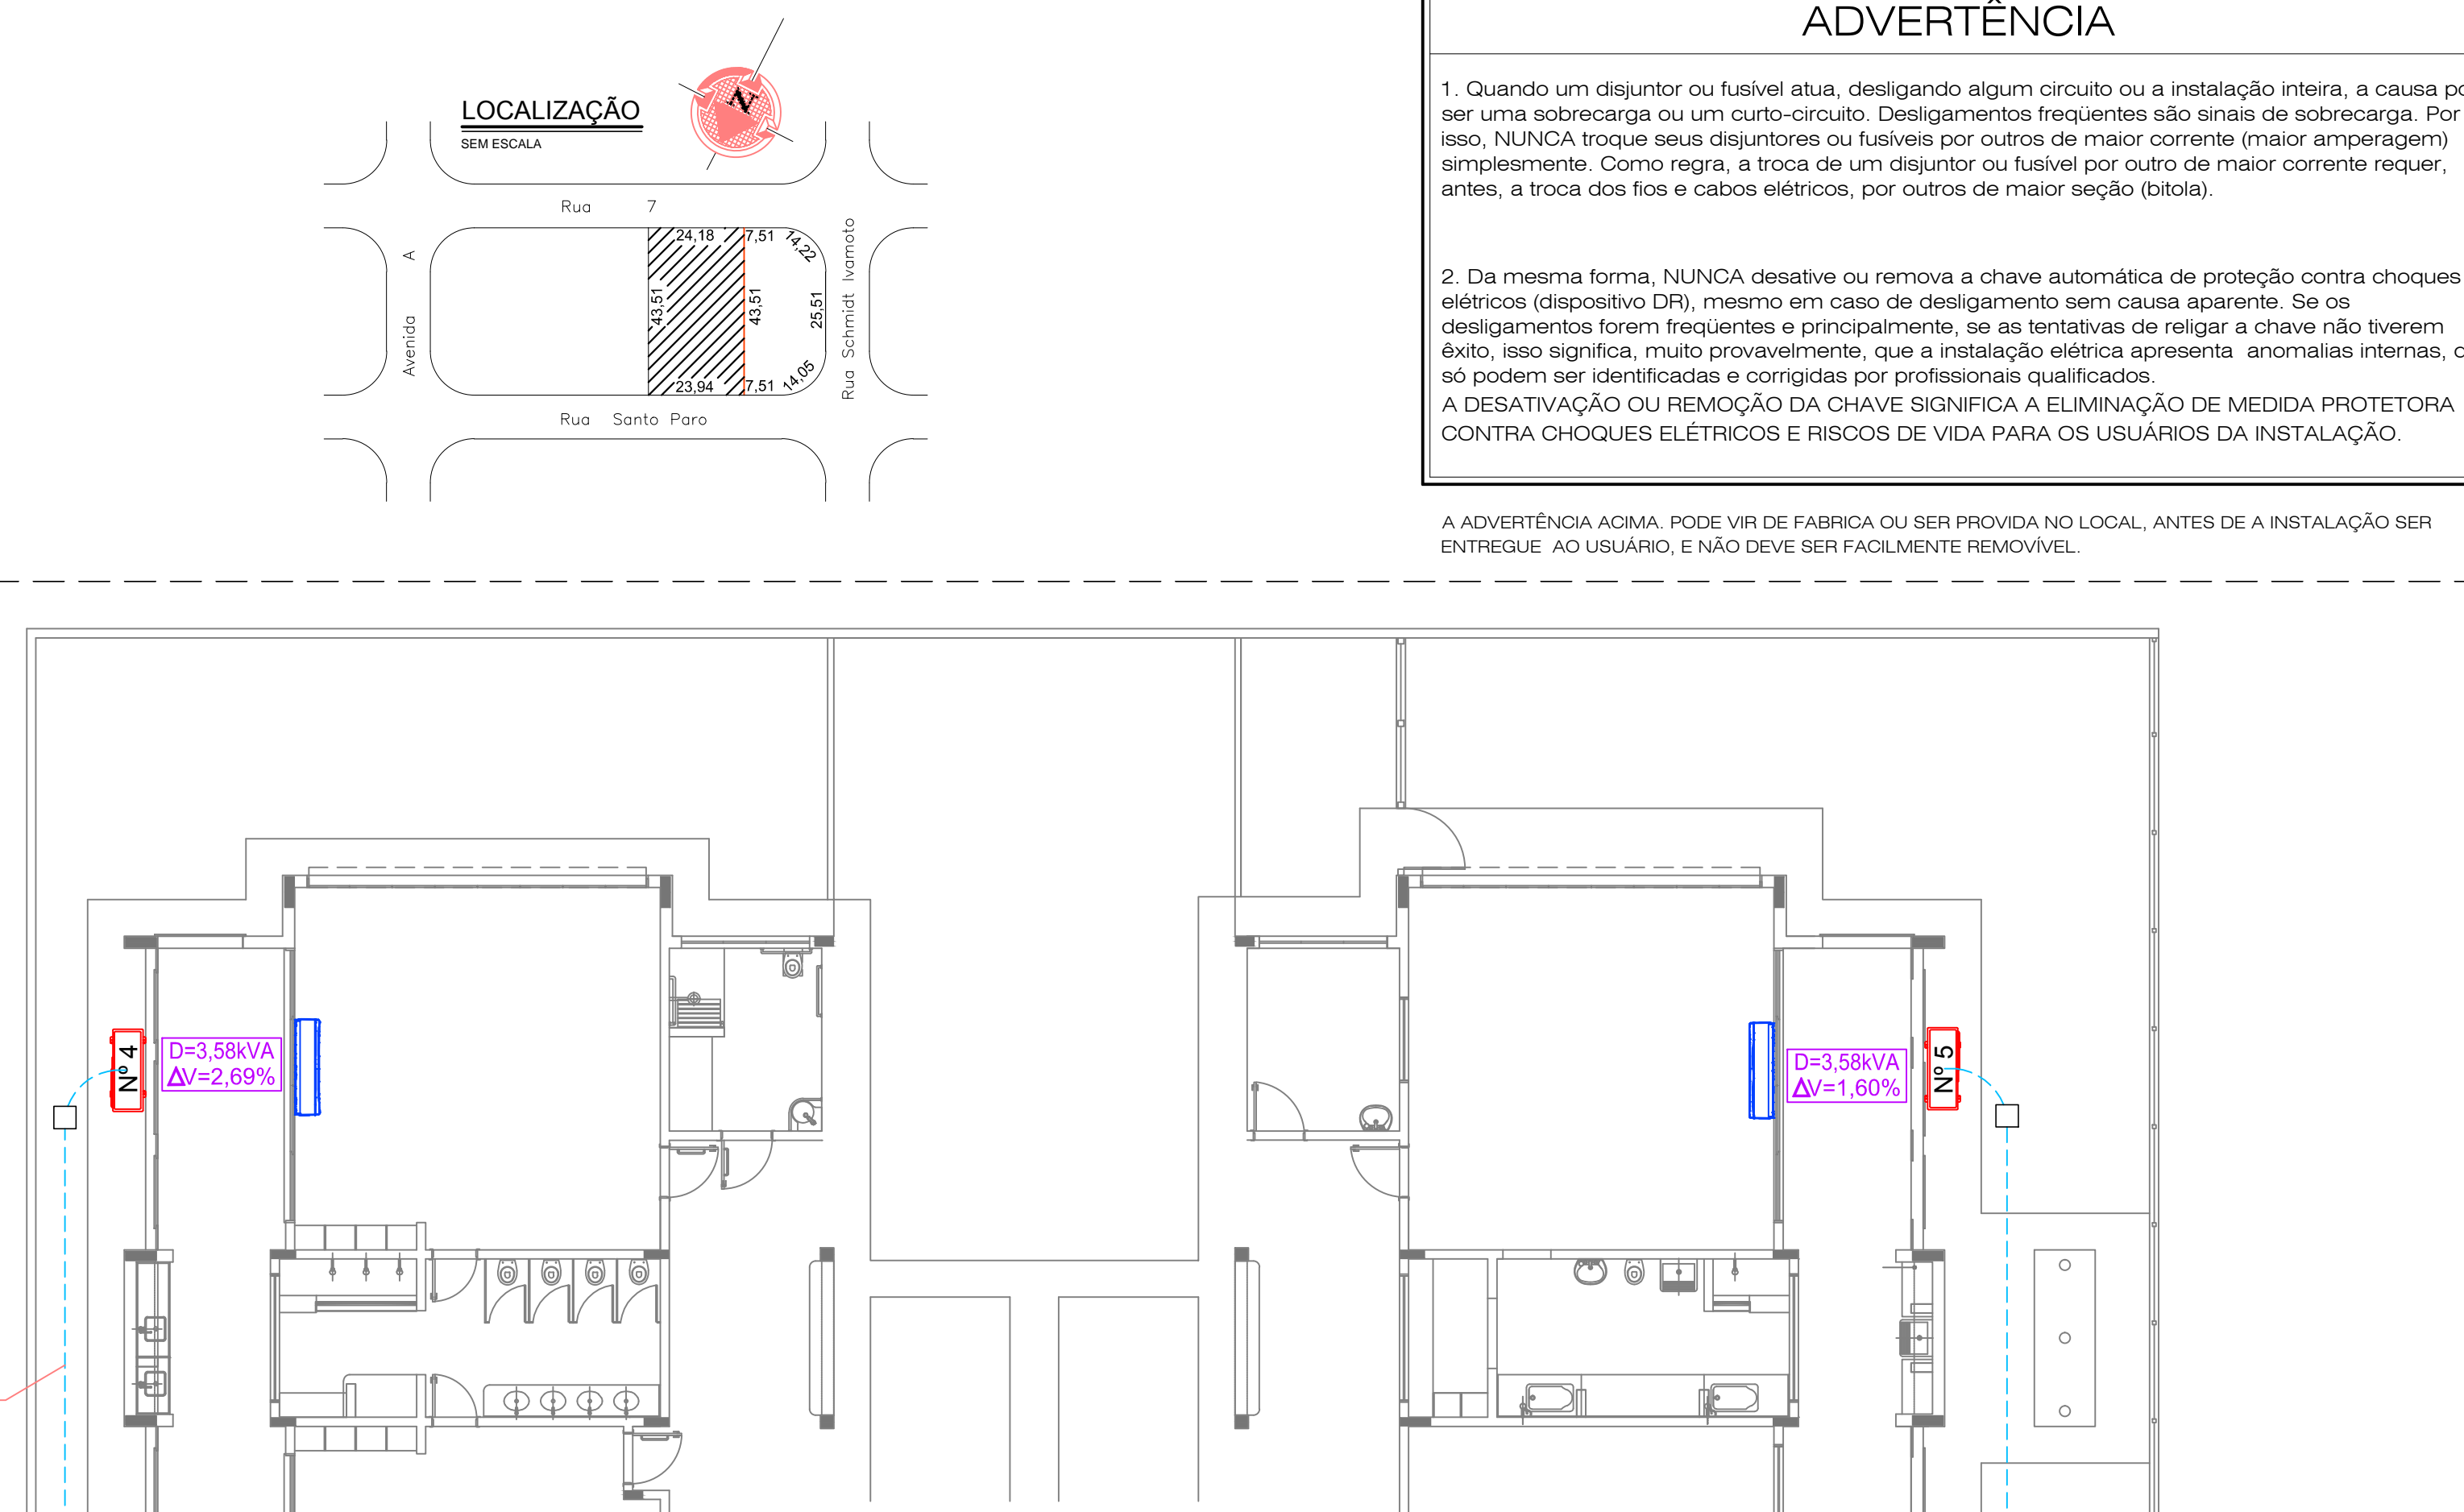 LOCALIZAÇÃO
SEM ESCALA
N
Rua 7
24,18
7,51
14,22
43,51
43,51
25,51
23,94
7,51
14,05
Avenida A
Rua Schmidt Ivamoto
Rua Santo Paro
ADVERTÊNCIA
1. Quando um disjuntor ou fusível atua, desligando algum circuito ou a instalação inteira, a causa
ser uma sobrecarga ou um curto-circuito. Desligamentos freqüentes são sinais de sobrecarga. Por
isso, NUNCA troque seus disjuntores ou fusíveis por outros de maior corrente (maior amperagem)
simplesmente. Como regra, a troca de um disjuntor ou fusível por outro de maior corrente requer,
antes, a troca dos fios e cabos elétricos, por outros de maior seção (bitola).
2. Da mesma forma, NUNCA desative ou remova a chave automática de proteção contra choques
elétricos (dispositivo DR), mesmo em caso de desligamento sem causa aparente. Se os
desligamentos forem freqüentes e principalmente, se as tentativas de religar a chave não tiverem
êxito, isso significa, muito provavelmente, que a instalação elétrica apresenta anomalias internas,
só podem ser identificadas e corrigidas por profissionais qualificados.
A DESATIVAÇÃO OU REMOÇÃO DA CHAVE SIGNIFICA A ELIMINAÇÃO DE MEDIDA PROTETORA
CONTRA CHOQUES ELÉTRICOS E RISCOS DE VIDA PARA OS USUÁRIOS DA INSTALAÇÃO.
A ADVERTÊNCIA ACIMA. PODE VIR DE FABRICA OU SER PROVIDA NO LOCAL, ANTES DE A INSTALAÇÃO SER
ENTREGUE AO USUÁRIO, E NÃO DEVE SER FACILMENTE REMOVÍVEL.
Nº 4
D=3,58kVA
ΔV=2,69%
D=3,58kVA
ΔV=1,60%
Nº 5